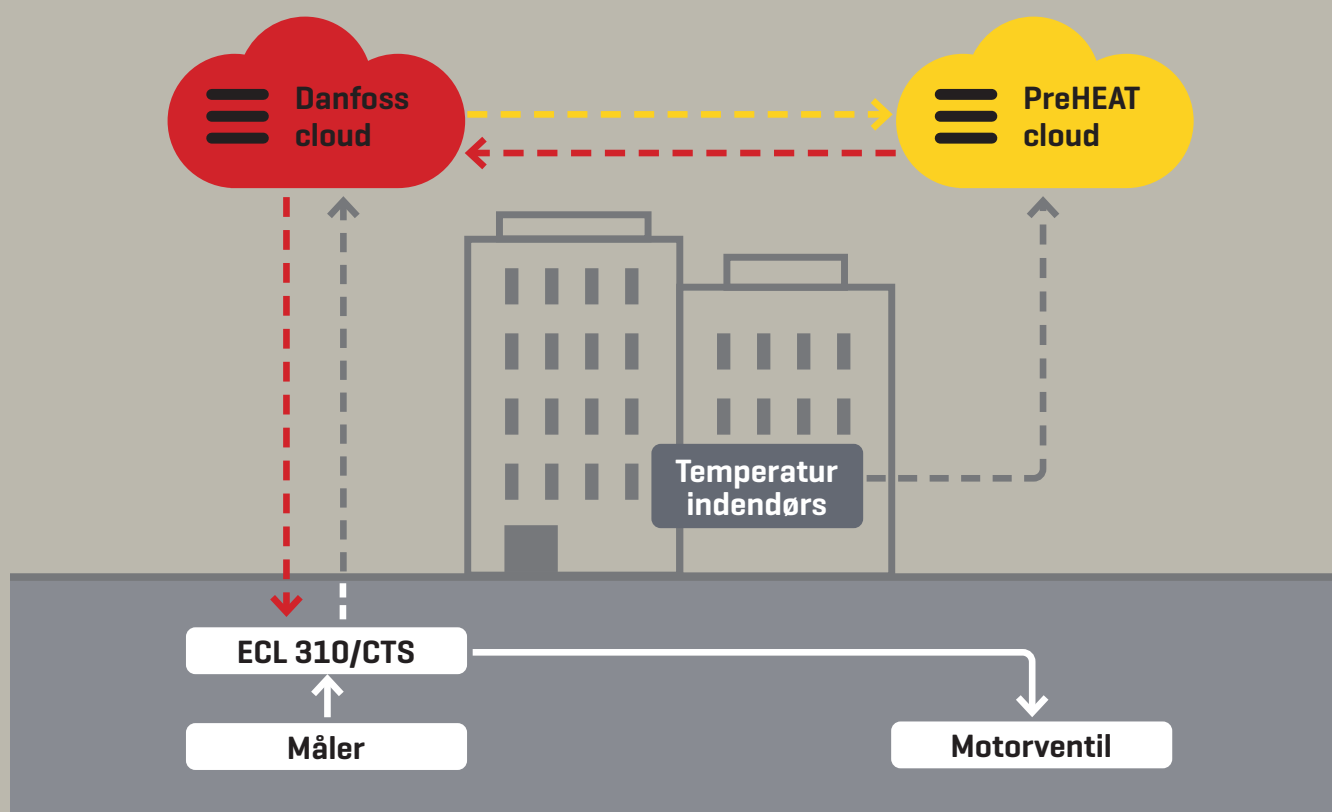 Danfoss
cloud
PreHEAT
cloud
Temperatur
indendørs
ECL 310/CTS
Måler
Motorventil